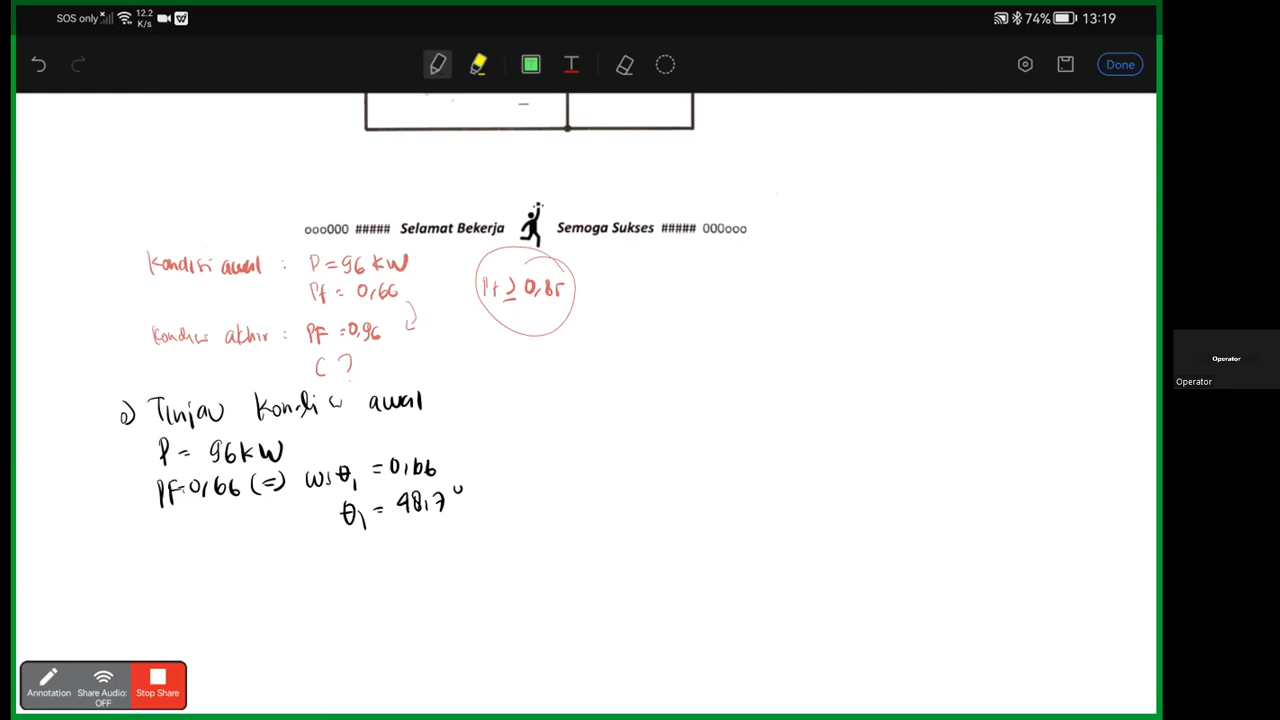 SOS only
12.2
K/s
74%
13:19
T
T
Done
ooo000 ##### Selamat Bekerja
Semoga Sukses ##### 000ooo
Kondisi awal : P = 96 kW
Pf = 0,66
Pf ≥ 0,85
Kondisi akhir : PF = 0,96
C ?
a) Tinjau Kondisi awal
P = 96 kW
PF = 0,66 (=) cos θ1 = 0,66
θ1 = 48,7°
Operator
Operator
Annotation
Share Audio:
OFF
Stop Share